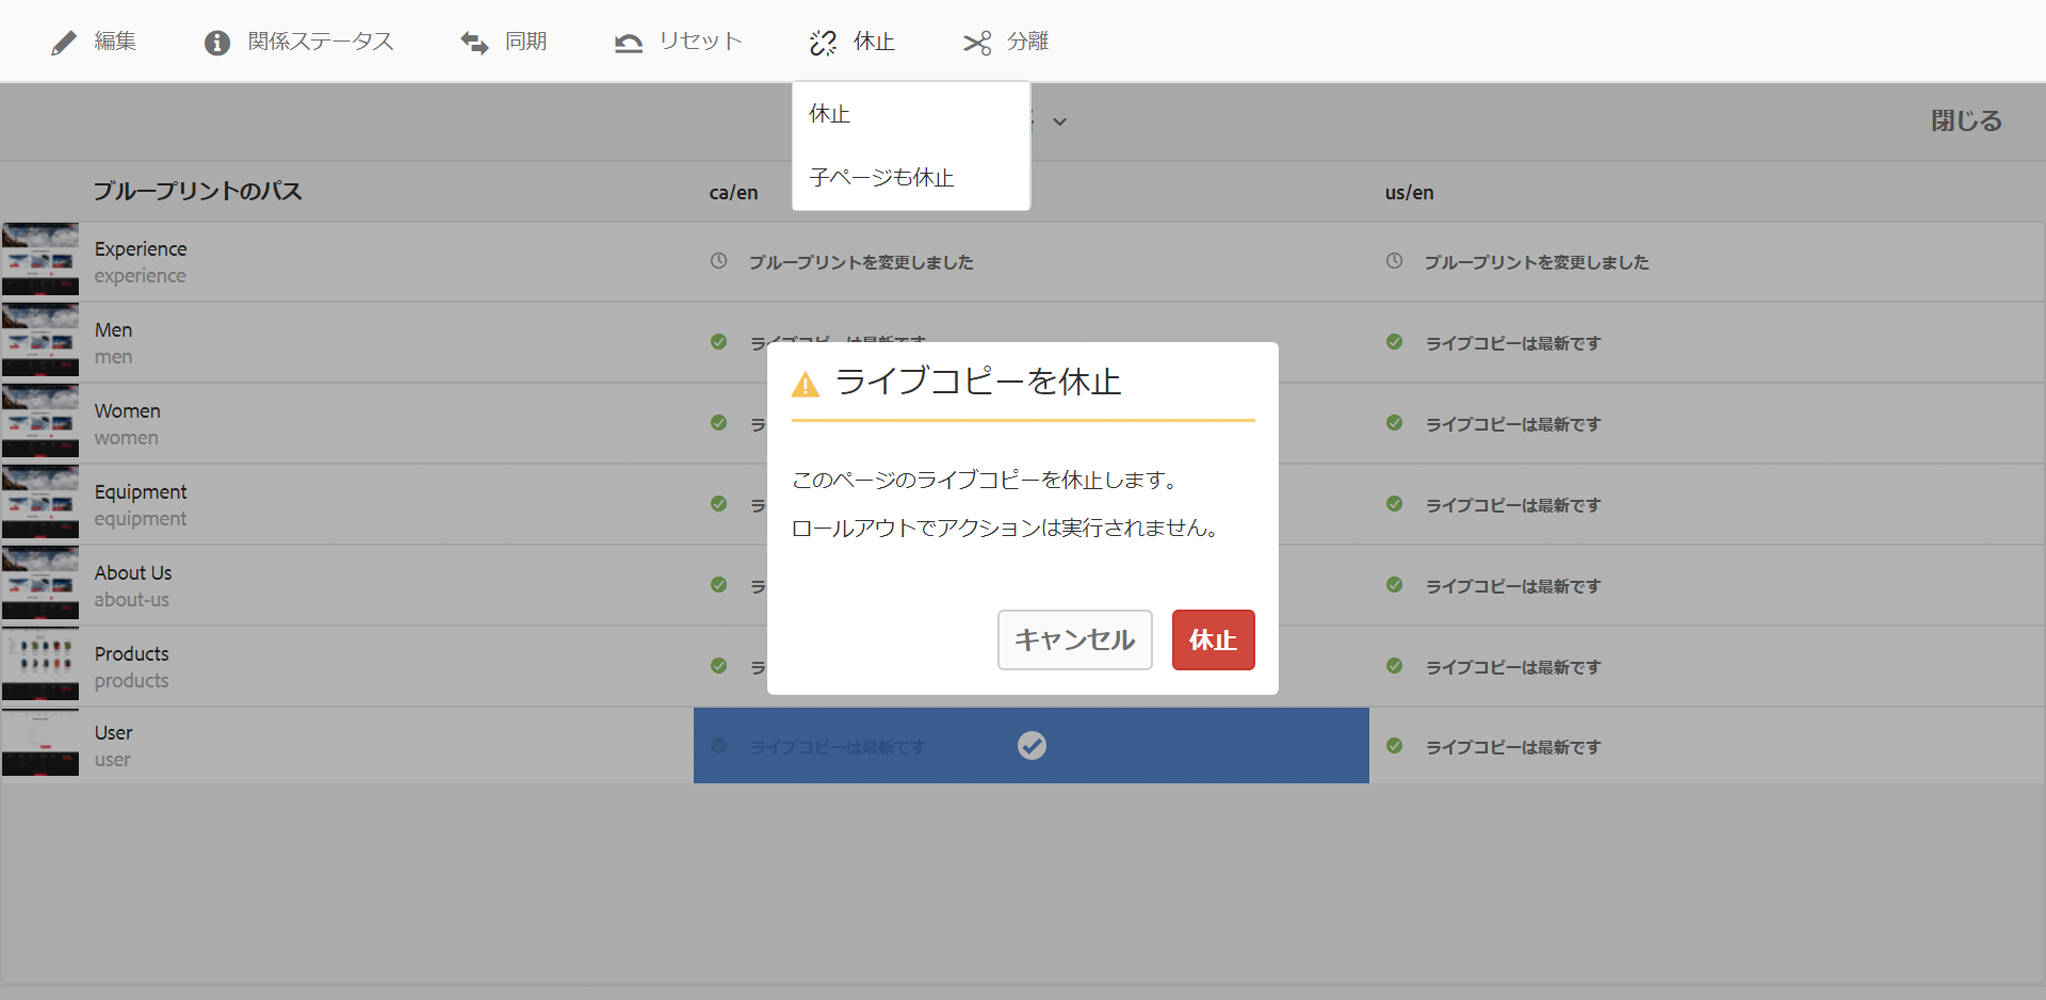 編集
関係ステータス
同期
リセット
休止
分離
休止
子ページも休止
閉じる
ブループリントのパス
ca/en
us/en
Experience
experience
ブループリントを変更しました
ブループリントを変更しました
Men
men
ライブコピーは最新です
ライブコピーは最新です
Women
women
ラ
ライブコピーは最新です
Equipment
equipment
ラ
ライブコピーは最新です
About Us
about-us
ラ
ライブコピーは最新です
Products
products
ラ
ライブコピーは最新です
User
user
ライブコピーは最新です
ライブコピーは最新です
ライブコピーを休止
このページのライブコピーを休止します。
ロールアウトでアクションは実行されません。
キャンセル
休止